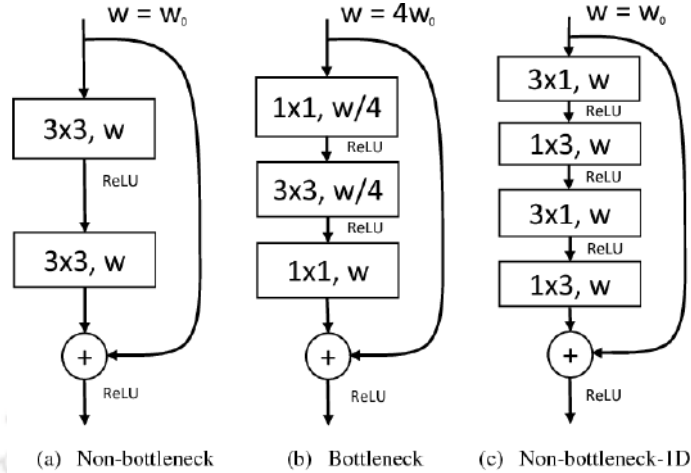 w = w₀
3x3, w
ReLU
3x3, w
+
ReLU
(a) Non-bottleneck
w = 4w₀
1x1, w/4
ReLU
3x3, w/4
ReLU
1x1, w
+
ReLU
(b) Bottleneck
w = w₀
3x1, w
ReLU
1x3, w
ReLU
3x1, w
ReLU
1x3, w
+
ReLU
(c) Non-bottleneck-1D